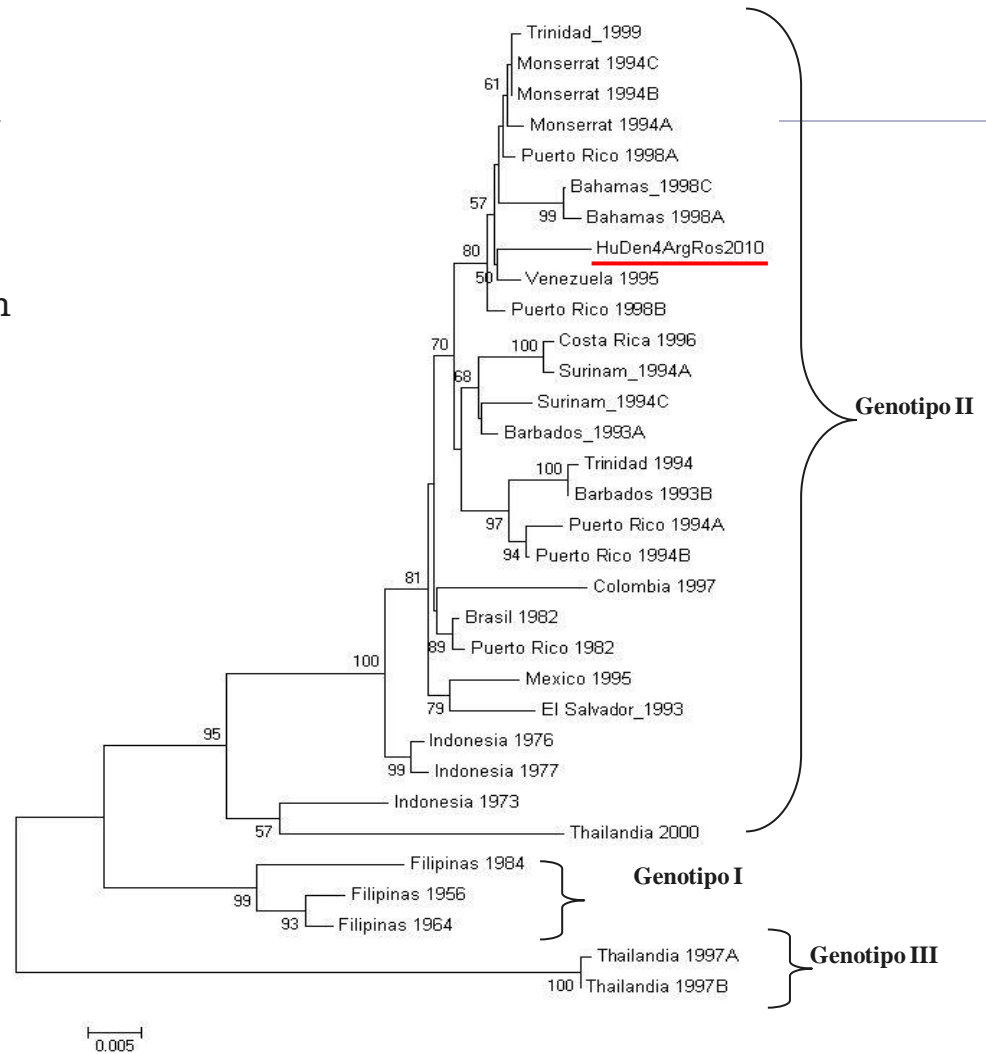 Trinidad_1999
Monserrat 1994C
61
Monserrat 1994B
Monserrat 1994A
Puerto Rico 1998A
Bahamas_1998C
57
99
Bahamas 1998A
HuDen4ArgRos2010
80
50
Venezuela 1995
n
Puerto Rico 1998B
70
100
Costa Rica 1996
68
Surinam_1994A
Surinam_1994C
Genotipo II
Barbados_1993A
100
Trinidad 1994
Barbados 1993B
97
Puerto Rico 1994A
94
Puerto Rico 1994B
81
Colombia 1997
Brasil 1982
89
Puerto Rico 1982
100
Mexico 1995
79
El Salvador_1993
95
Indonesia 1976
99
Indonesia 1977
Indonesia 1973
57
Thailandia 2000
Filipinas 1984
Genotipo I
99
Filipinas 1956
93
Filipinas 1964
Thailandia 1997A
Genotipo III
100
Thailandia 1997B
0.005